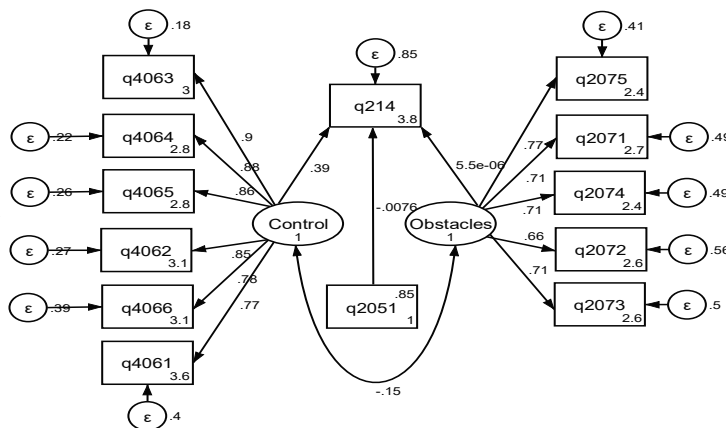 ε .18
q4063 3
ε .22
q4064 2.8
ε .26
q4065 2.8
ε .27
q4062 3.1
ε .39
q4066 3.1
q4061 3.6
ε .4
.9
.88
.86
.85
.78
.77
Control 1
.39
ε .85
q214 3.8
-.0076
q2051 .85 1
5.5e-06
Obstacles 1
-.15
.77
.71
.71
.66
.71
ε .41
q2075 2.4
q2071 2.7
ε .49
q2074 2.4
ε .49
q2072 2.6
ε .56
q2073 2.6
ε .5